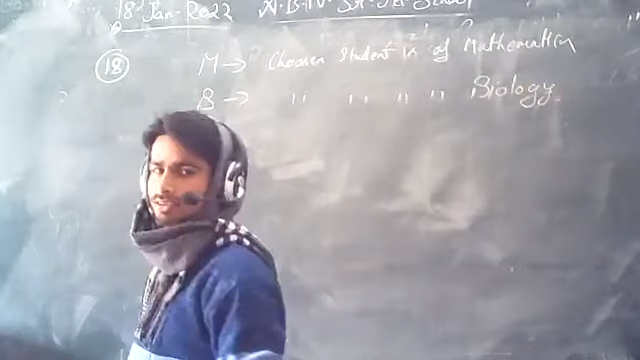 18 Jan-2022
18 M → Choosen Student is of Mathematics
B → " " " " Biology.